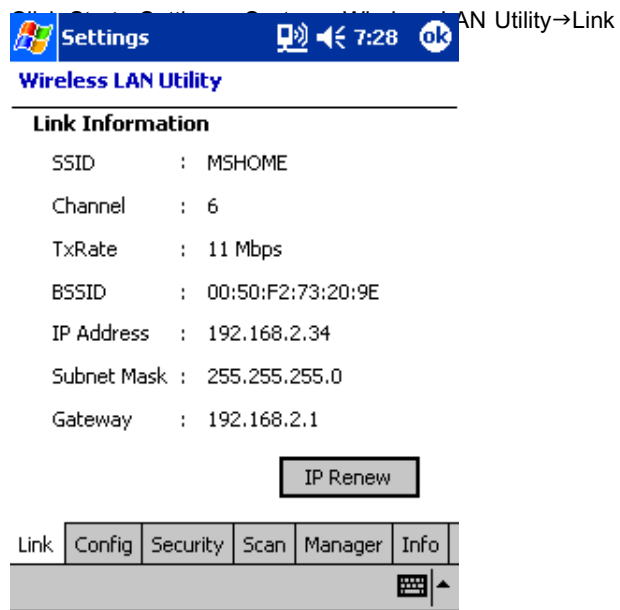 AN Utility→Link
Settings 7:28 ok
Wireless LAN Utility
Link Information
SSID : MSHOME
Channel : 6
TxRate : 11 Mbps
BSSID : 00:50:F2:73:20:9E
IP Address : 192.168.2.34
Subnet Mask : 255.255.255.0
Gateway : 192.168.2.1
IP Renew
Link Config Security Scan Manager Info